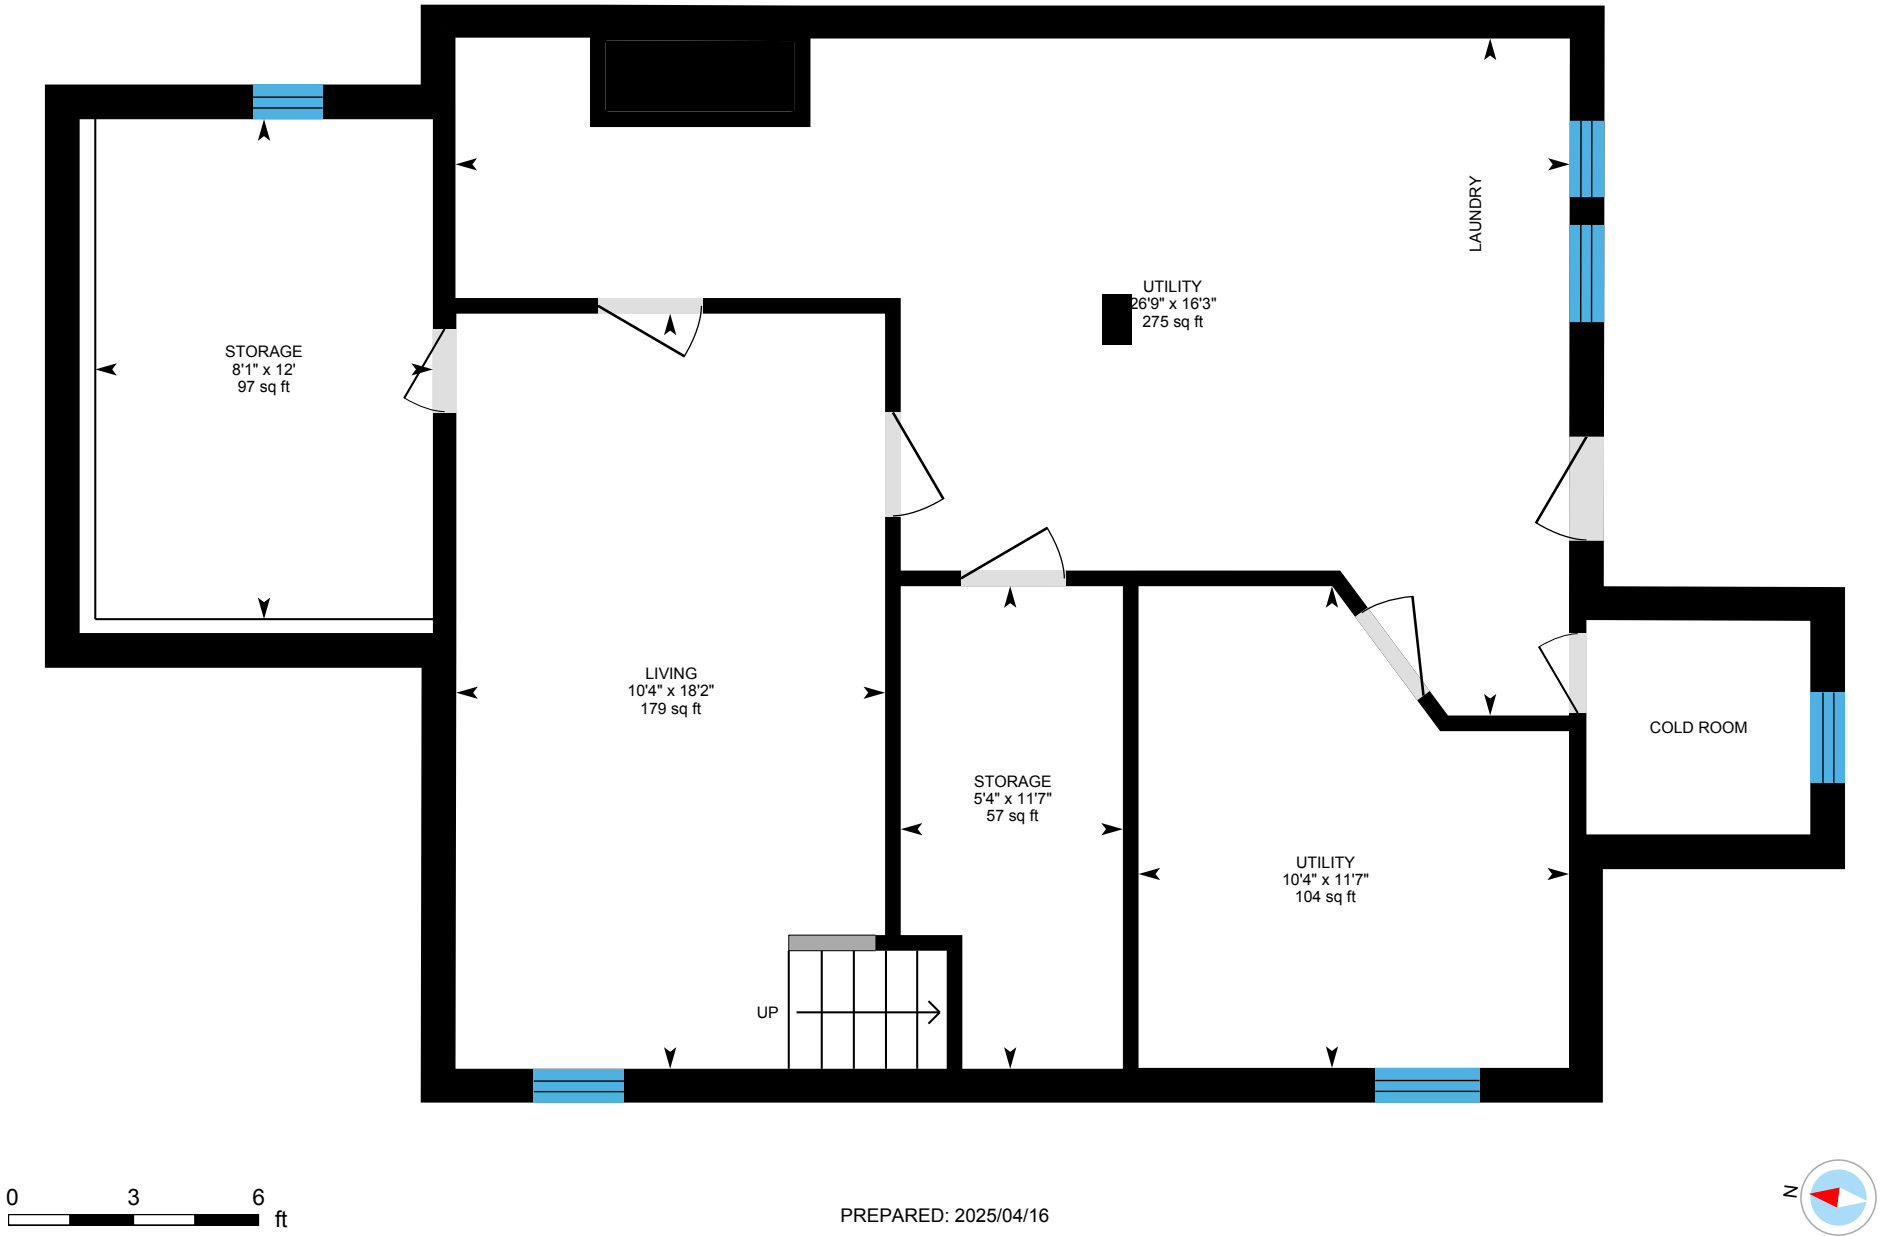 LAUNDRY
UTILITY
26'9" x 16'3"
275 sq ft
STORAGE
8'1" x 12'
97 sq ft
LIVING
10'4" x 18'2"
179 sq ft
COLD ROOM
STORAGE
5'4" x 11'7"
57 sq ft
UTILITY
10'4" x 11'7"
104 sq ft
UP
0 3 6
ft
PREPARED: 2025/04/16
N